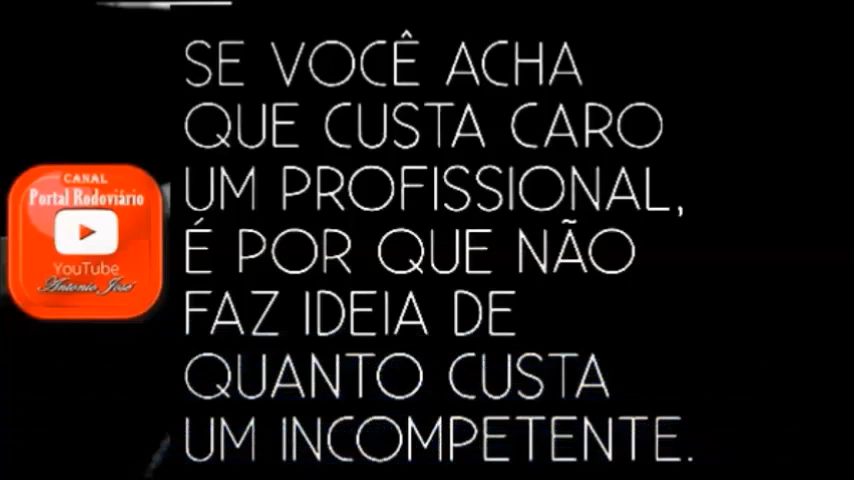 SE VOCÊ ACHA
QUE CUSTA CARO
UM PROFISSIONAL,
É POR QUE NÃO
FAZ IDEIA DE
QUANTO CUSTA
UM INCOMPETENTE.
CANAL
Portal Rodoviário
YouTube
Antonio José